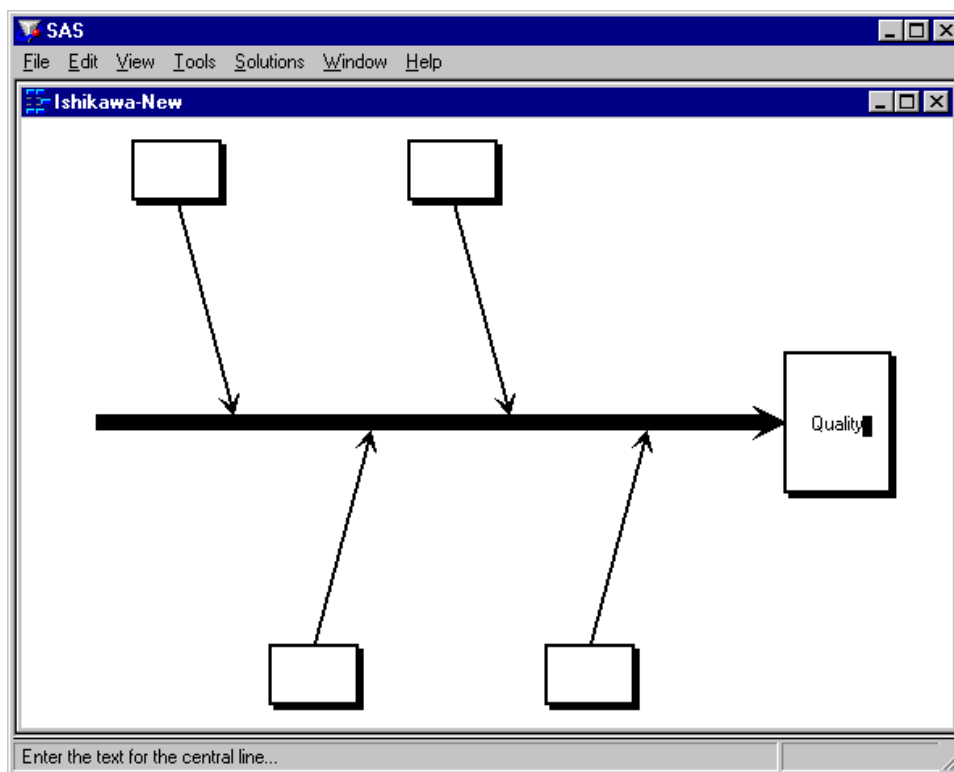 SAS
File Edit View Tools Solutions Window Help
Ishikawa-New
Quality
Enter the text for the central line...